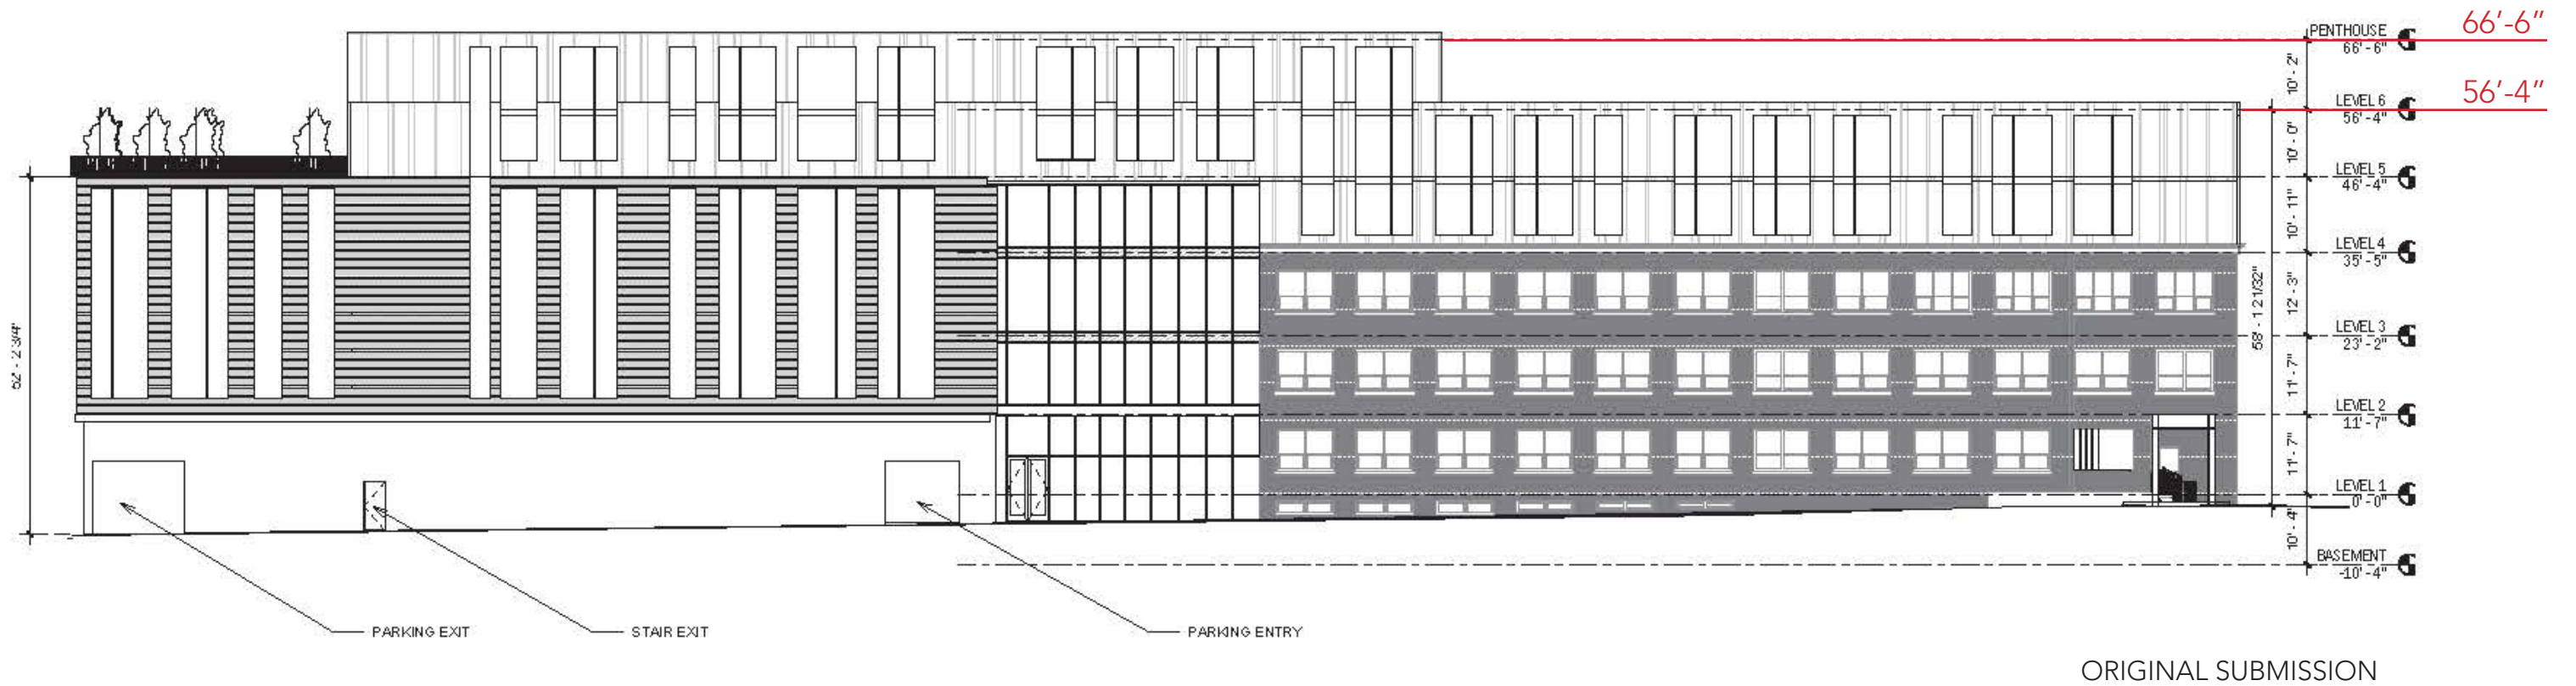 66'-6"
PENTHOUSE
66' - 6"
10' - 2"
56'-4"
LEVEL 6
56' - 4"
10' - 0"
LEVEL 5
46' - 4"
10' - 11"
LEVEL 4
35' - 5"
12' - 3"
58' - 1 21/32"
52' - 2 3/4"
LEVEL 3
23' - 2"
11' - 7"
LEVEL 2
11' - 7"
11' - 7"
LEVEL 1
0' - 0"
10' - 4"
BASEMENT
-10' - 4"
PARKING EXIT
STAIR EXIT
PARKING ENTRY
ORIGINAL SUBMISSION